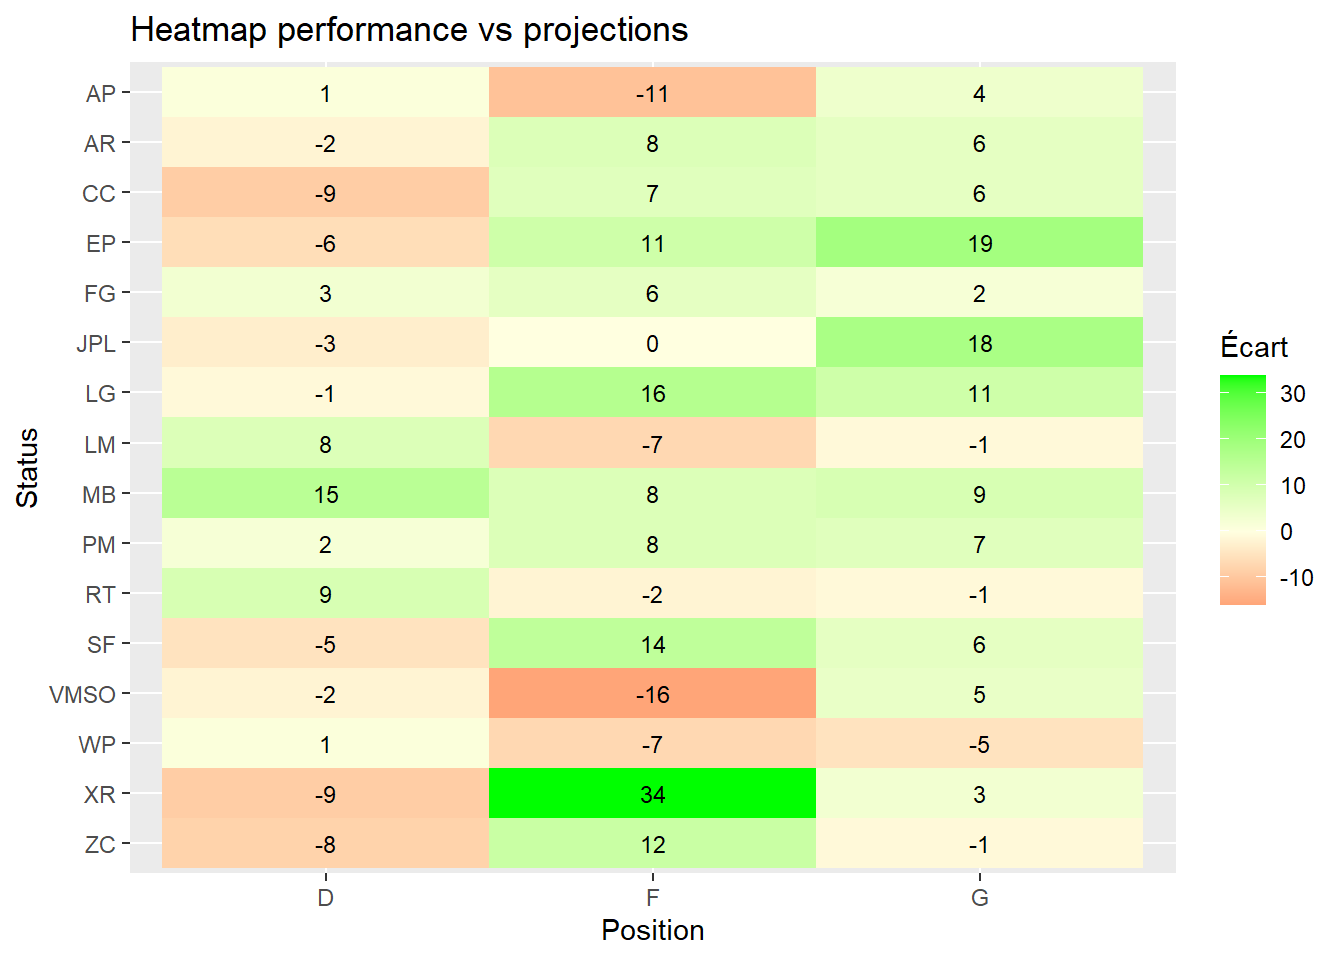 Heatmap performance vs projections
Status
AP 1 -11 4
AR -2 8 6
CC -9 7 6
EP -6 11 19
FG 3 6 2
JPL -3 0 18
LG -1 16 11
LM 8 -7 -1
MB 15 8 9
PM 2 8 7
RT 9 -2 -1
SF -5 14 6
VMSO -2 -16 5
WP 1 -7 -5
XR -9 34 3
ZC -8 12 -1
D F G
Position
Écart
30
20
10
0
-10